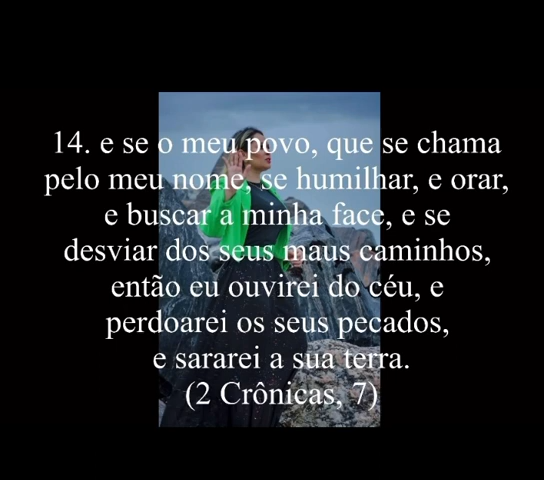 14. e se o meu povo, que se chama
pelo meu nome, se humilhar, e orar,
e buscar a minha face, e se
desviar dos seus maus caminhos,
então eu ouvirei do céu, e
perdoarei os seus pecados,
e sararei a sua terra.
(2 Crônicas, 7)